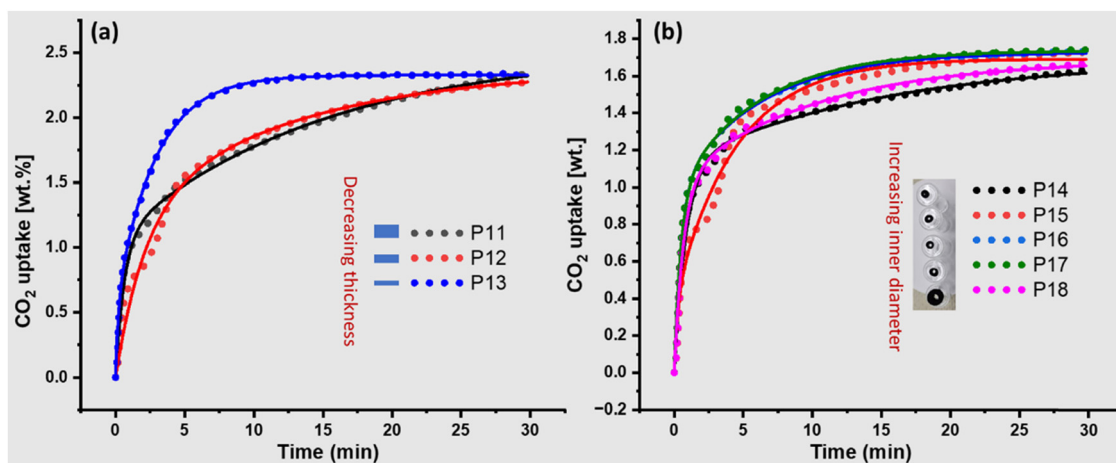 (a)
CO2 uptake [wt.%]
2.5
2.0
1.5
1.0
0.5
0.0
Decreasing thickness
P11
P12
P13
0 5 10 15 20 25 30
Time (min)
(b)
CO2 uptake [wt.]
1.8
1.6
1.4
1.2
1.0
0.8
0.6
0.4
0.2
0.0
−0.2
Increasing inner diameter
P14
P15
P16
P17
P18
0 5 10 15 20 25 30
Time (min)